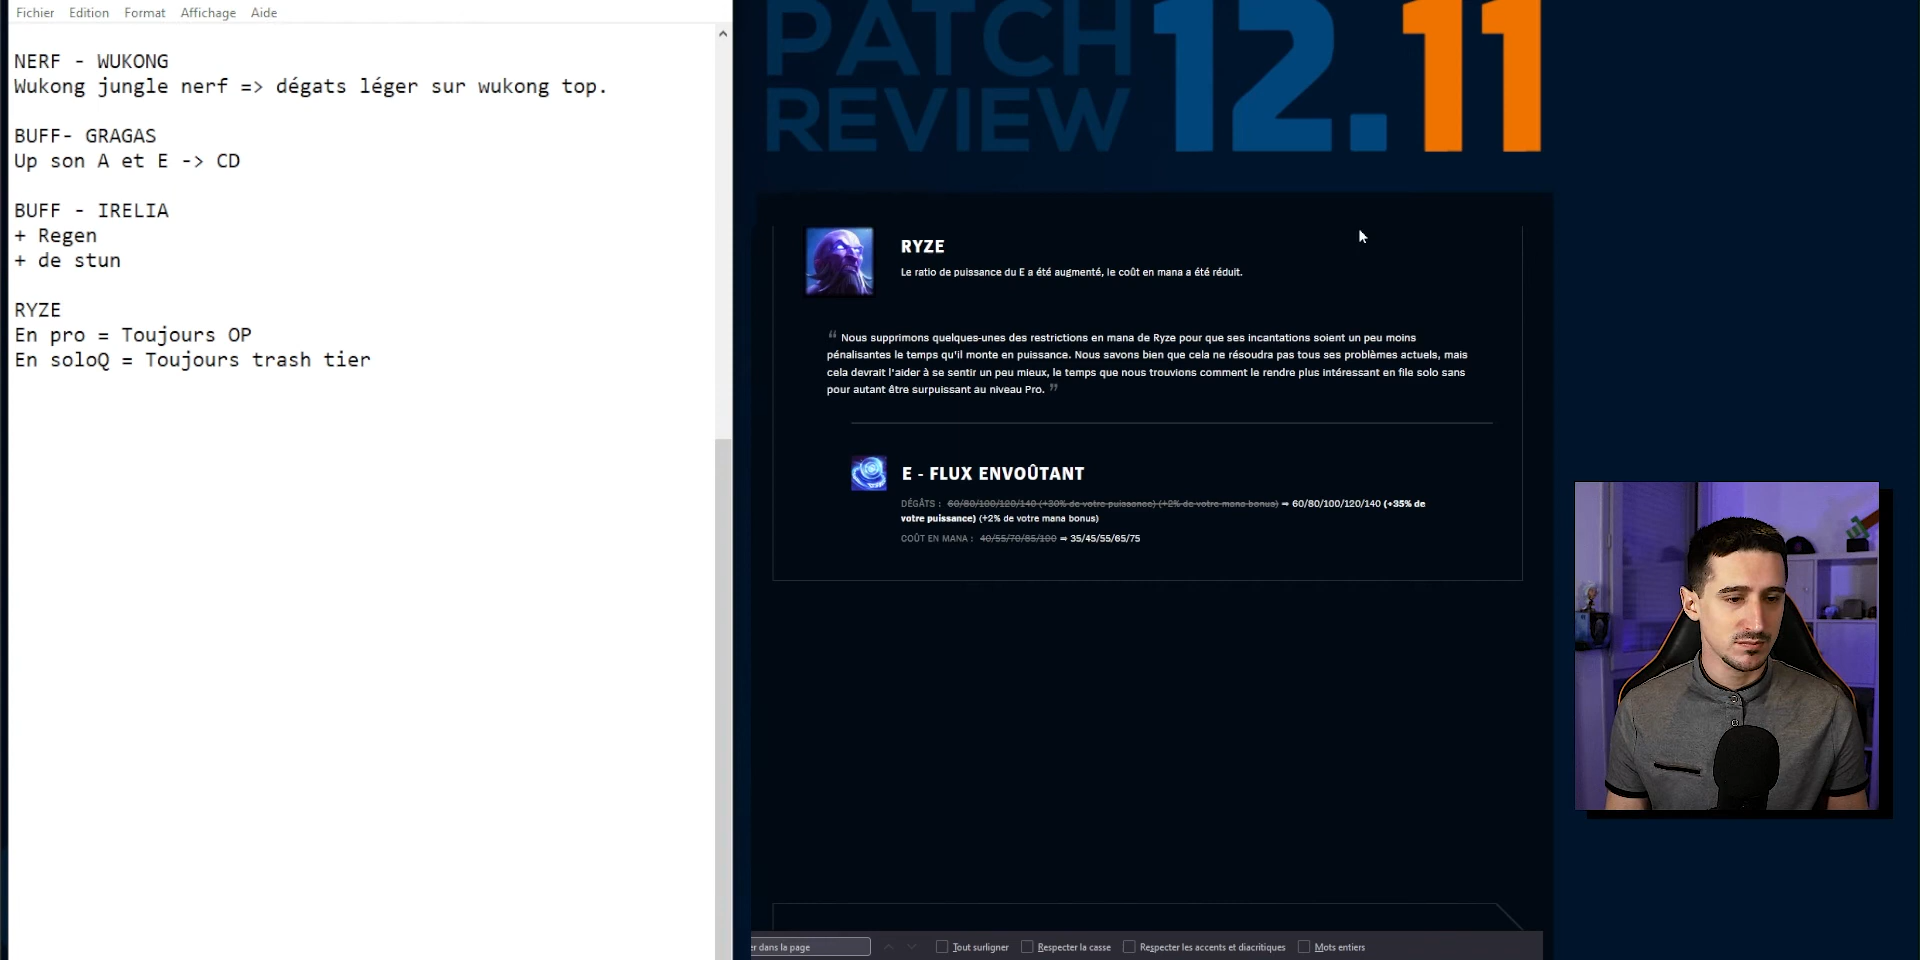 Fichier Edition Format Affichage Aide
NERF - WUKONG
Wukong jungle nerf => dégats léger sur wukong top.
BUFF- GRAGAS
Up son A et E -> CD
BUFF - IRELIA
+ Regen
+ de stun
RYZE
En pro = Toujours OP
En soloQ = Toujours trash tier
PATCH
REVIEW
12.11
RYZE
Le ratio de puissance du E a été augmenté, le coût en mana a été réduit.
“ Nous supprimons quelques-unes des restrictions en mana de Ryze pour que ses incantations soient un peu moins
pénalisantes le temps qu'il monte en puissance. Nous savons bien que cela ne résoudra pas tous ses problèmes actuels, mais
cela devrait l'aider à se sentir un peu mieux, le temps que nous trouvions comment le rendre plus intéressant en file solo sans
pour autant être surpuissant au niveau Pro. ”
E - FLUX ENVOÛTANT
DÉGÂTS : 60/80/100/120/140 (+30% de votre puissance) (+2% de votre mana bonus) ⇒ 60/80/100/120/140 (+35% de
votre puissance) (+2% de votre mana bonus)
COÛT EN MANA : 40/55/70/85/100 ⇒ 35/45/55/65/75
er dans la page
Tout surligner Respecter la casse Respecter les accents et diacritiques Mots entiers